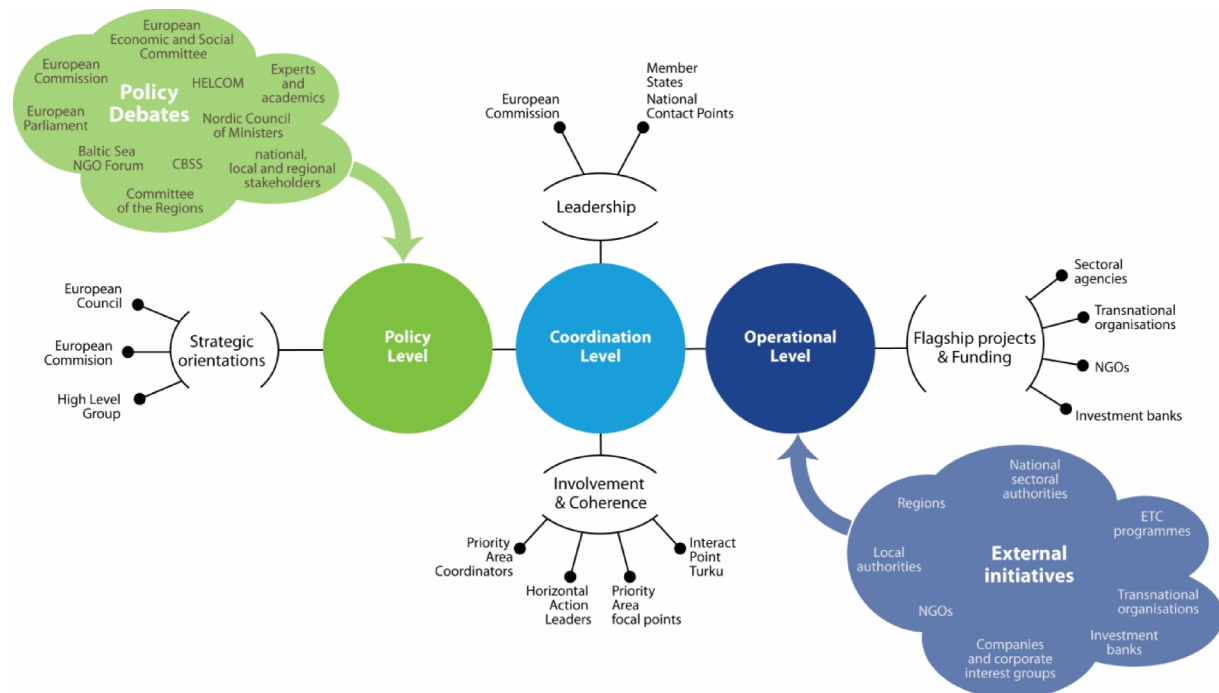 European
Economic and Social
Committee
European
Commission
HELCOM
Experts
and
academics
Policy
Debates
European
Parliament
Nordic Council
of Ministers
Baltic Sea
NGO Forum
CBSS
national,
local and regional
stakeholders
Committee
of the Regions
European
Commission
Member
States
National
Contact Points
Leadership
European
Council
European
Commision
High Level
Group
Strategic
orientations
Policy
Level
Coordination
Level
Operational
Level
Flagship projects
& Funding
Sectoral
agencies
Transnational
organisations
NGOs
Investment banks
Involvement
& Coherence
Priority
Area
Coordinators
Horizontal
Action
Leaders
Priority
Area
focal points
Interact
Point
Turku
National
sectoral
authorities
Regions
ETC
programmes
Local
authorities
External
initiatives
NGOs
Transnational
organisations
Investment
banks
Companies
and corporate
interest groups